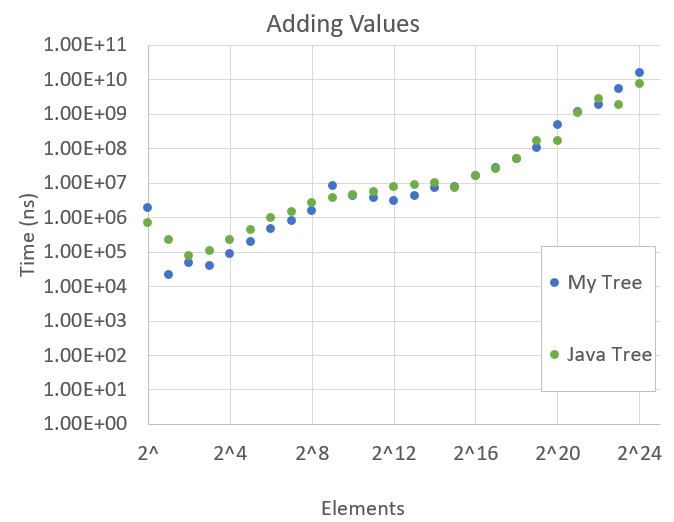 Adding Values
1.00E+11
1.00E+10
1.00E+09
1.00E+08
1.00E+07
1.00E+06
1.00E+05
1.00E+04
1.00E+03
1.00E+02
1.00E+01
1.00E+00
Time (ns)
My Tree
Java Tree
2^ 2^4 2^8 2^12 2^16 2^20 2^24
Elements